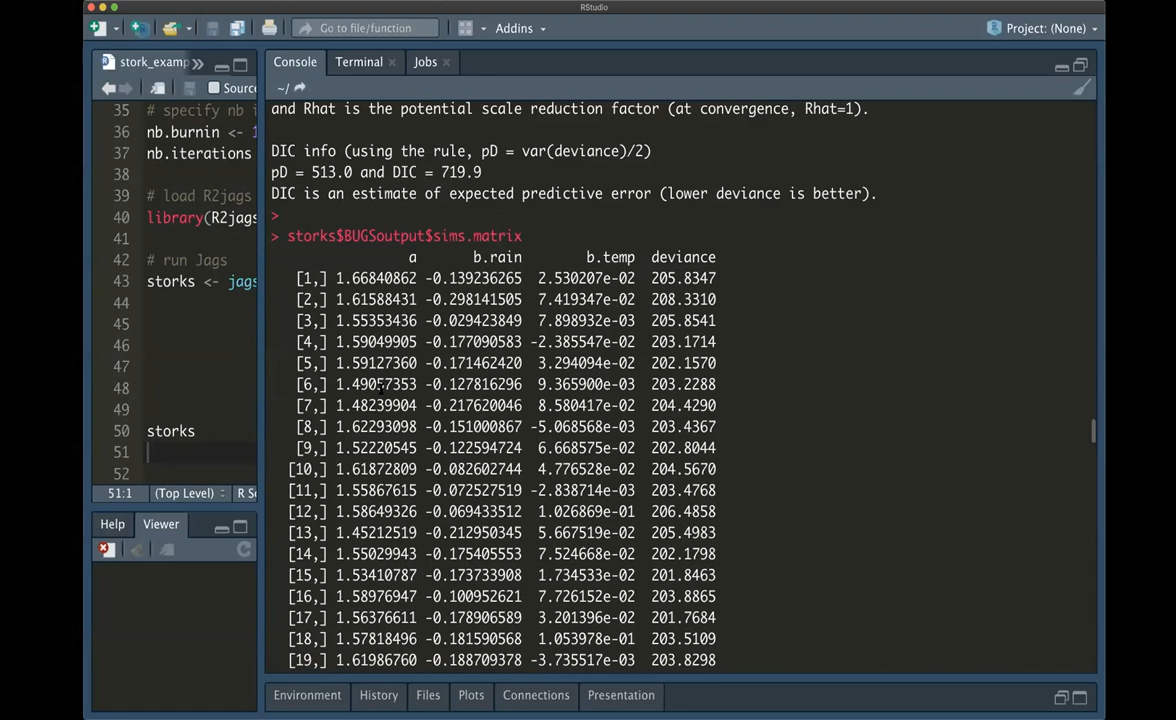 RStudio
Go to file/function
Addins
Project: (None)
stork_examp
Source
35 # specify nb i
36 nb.burnin <- 1
37 nb.iterations
38
39 # load R2jags
40 library(R2jags
41
42 # run Jags
43 storks <- jags
44
45
46
47
48
49
50 storks
51
52
51:1 (Top Level) R Sc
Help Viewer
Console Terminal Jobs
~/
and Rhat is the potential scale reduction factor (at convergence, Rhat=1).
DIC info (using the rule, pD = var(deviance)/2)
pD = 513.0 and DIC = 719.9
DIC is an estimate of expected predictive error (lower deviance is better).
>
> storks$BUGSoutput$sims.matrix
a b.rain b.temp deviance
[1,] 1.66840862 -0.139236265 2.530207e-02 205.8347
[2,] 1.61588431 -0.298141505 7.419347e-02 208.3310
[3,] 1.55353436 -0.029423849 7.898932e-03 205.8541
[4,] 1.59049905 -0.177090583 -2.385547e-02 203.1714
[5,] 1.59127360 -0.171462420 3.294094e-02 202.1570
[6,] 1.49057353 -0.127816296 9.365900e-03 203.2288
[7,] 1.48239904 -0.217620046 8.580417e-02 204.4290
[8,] 1.62293098 -0.151000867 -5.068568e-03 203.4367
[9,] 1.52220545 -0.122594724 6.668575e-02 202.8044
[10,] 1.61872809 -0.082602744 4.776528e-02 204.5670
[11,] 1.55867615 -0.072527519 -2.838714e-03 203.4768
[12,] 1.58649326 -0.069433512 1.026869e-01 206.4858
[13,] 1.45212519 -0.212950345 5.667519e-02 205.4983
[14,] 1.55029943 -0.175405553 7.524668e-02 202.1798
[15,] 1.53410787 -0.173733908 1.734533e-02 201.8463
[16,] 1.58976947 -0.100952621 7.726152e-02 203.8865
[17,] 1.56376611 -0.178906589 3.201396e-02 201.7684
[18,] 1.57818496 -0.181590568 1.053978e-01 203.5109
[19,] 1.61986760 -0.188709378 -3.735517e-03 203.8298
Environment History Files Plots Connections Presentation